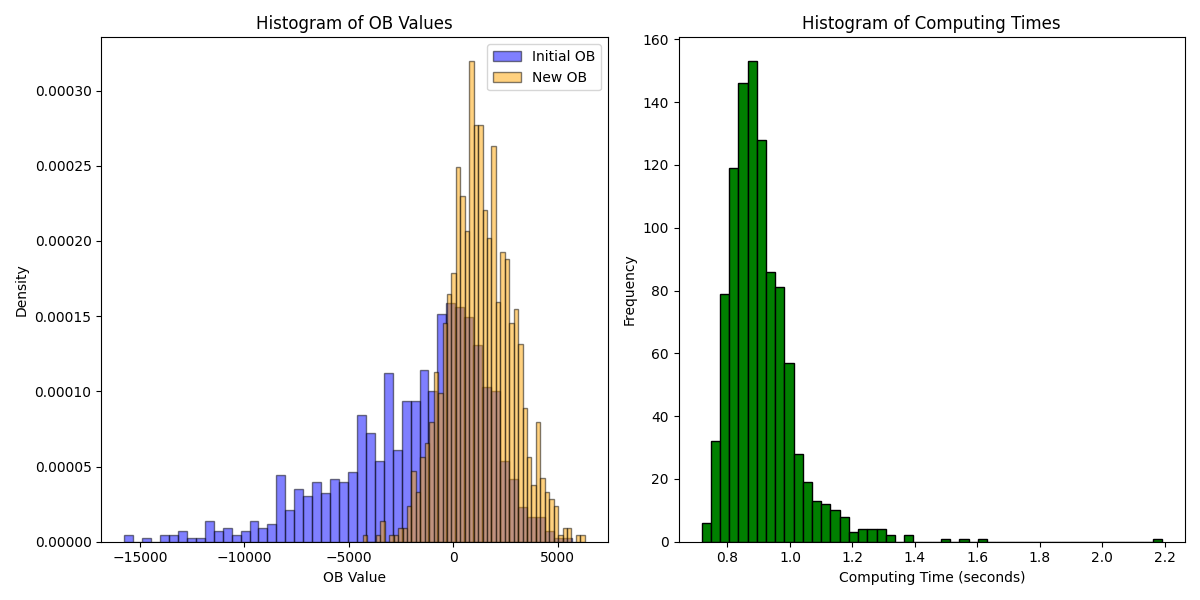 Histogram of OB Values
Initial OB
New OB
0.00030
0.00025
0.00020
0.00015
0.00010
0.00005
0.00000
Density
−15000 −10000 −5000 0 5000
OB Value
Histogram of Computing Times
160
140
120
100
80
60
40
20
0
Frequency
0.8 1.0 1.2 1.4 1.6 1.8 2.0 2.2
Computing Time (seconds)